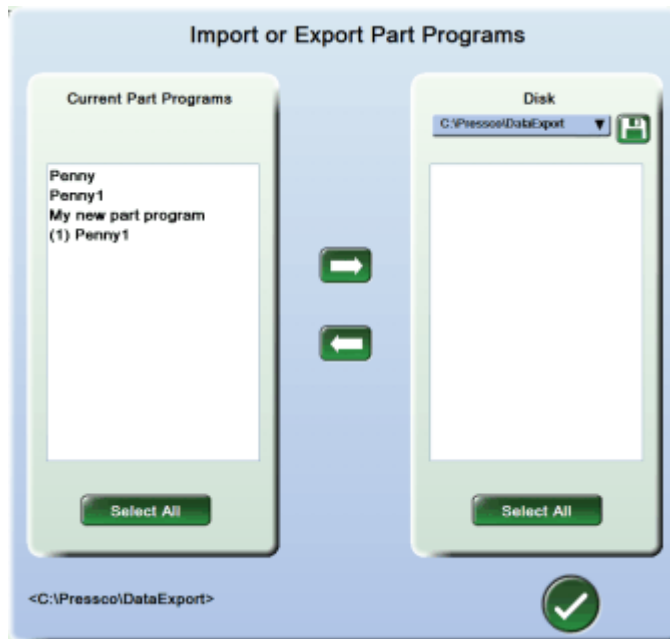 Import or Export Part Programs
Current Part Programs
Penny
Penny1
My new part program
(1) Penny1
Select All
Disk
C:\Pressco\DataExport
Select All
<C:\Pressco\DataExport>